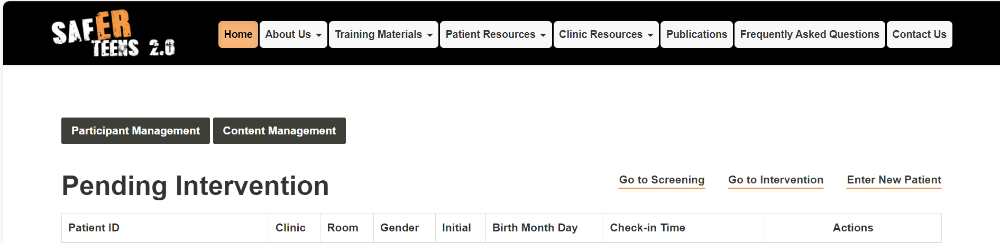 SAFER
TEENS 2.0
Home About Us Training Materials Patient Resources Clinic Resources Publications Frequently Asked Questions Contact Us
Participant Management Content Management
Pending Intervention
Go to Screening Go to Intervention Enter New Patient
Patient ID Clinic Room Gender Initial Birth Month Day Check-in Time Actions